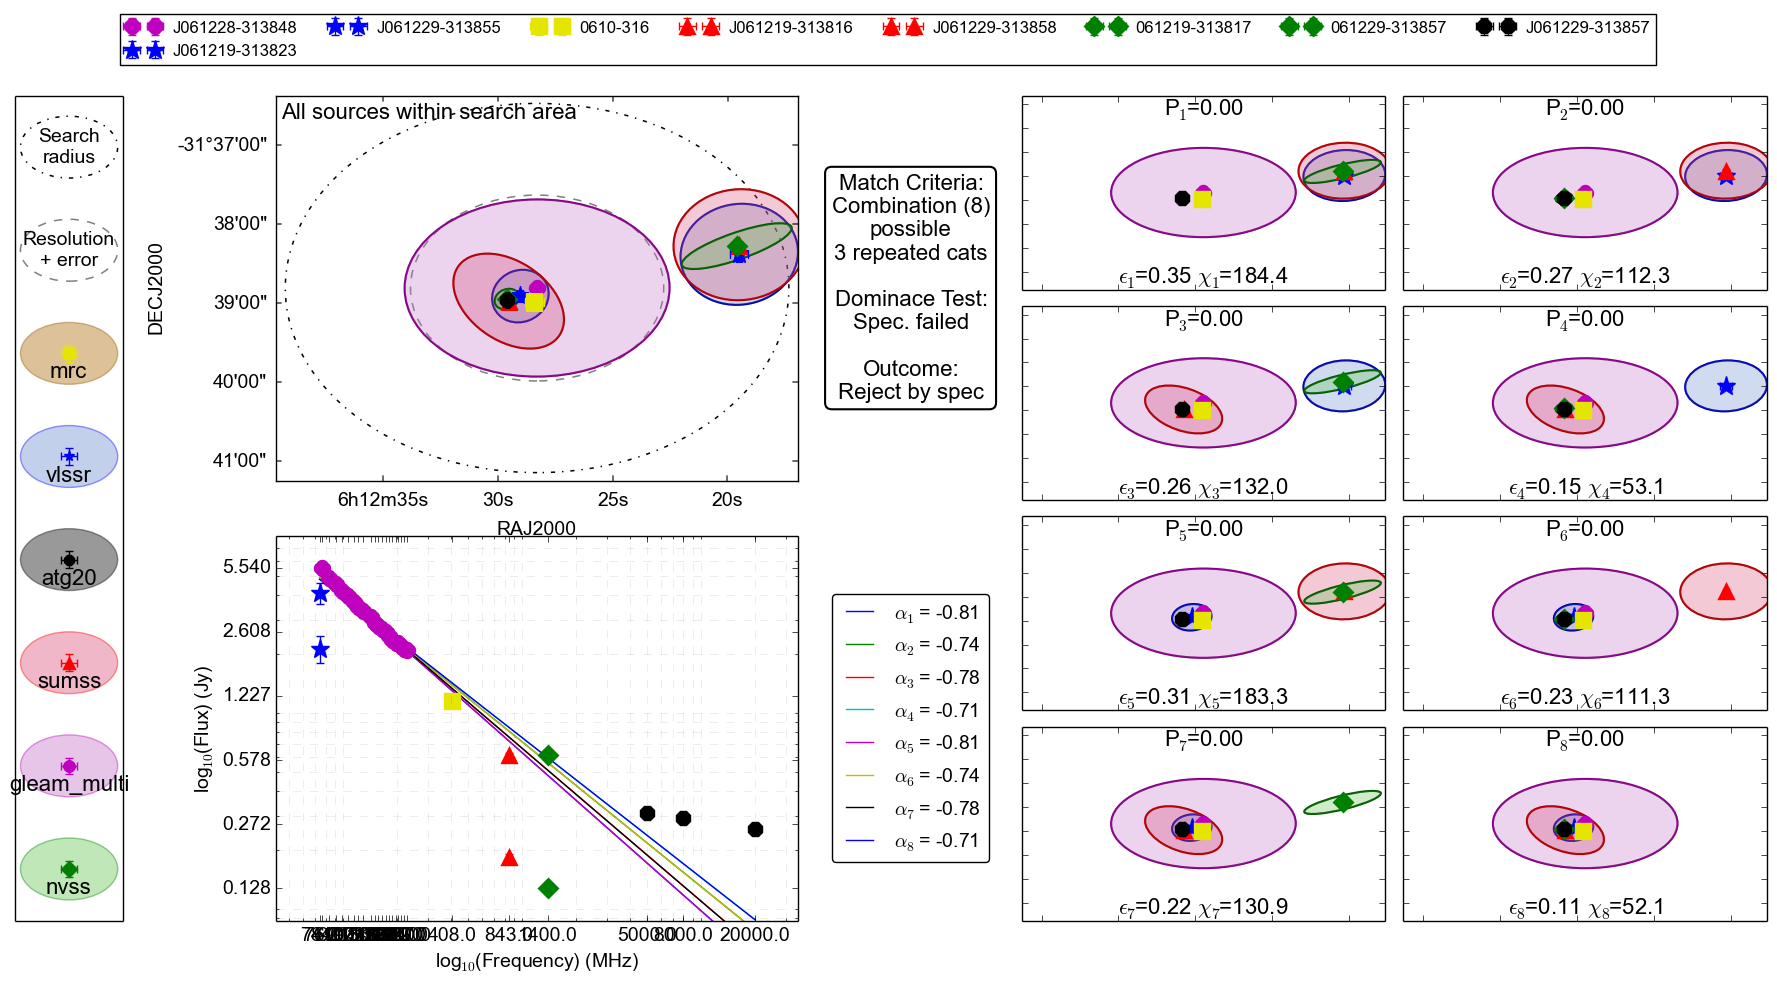 J061228-313848 J061229-313855 0610-316 J061219-313816 J061229-313858 061219-313817 061229-313857 J061229-313857
J061219-313823
Search
radius
Resolution
+ error
mrc
vlssr
atg20
sumss
gleam_multi
nvss
All sources within search area
DECJ2000
-31°37'00"
38'00"
39'00"
40'00"
41'00"
6h12m35s 30s 25s 20s
RAJ2000
Match Criteria:
Combination (8)
possible
3 repeated cats
Dominace Test:
Spec. failed
Outcome:
Reject by spec
log10(Flux) (Jy)
5.540
2.608
1.227
0.578
0.272
0.128
408.0 843.0 1400.0 5000.0 8000.0 20000.0
log10(Frequency) (MHz)
α1 = -0.81
α2 = -0.74
α3 = -0.78
α4 = -0.71
α5 = -0.81
α6 = -0.74
α7 = -0.78
α8 = -0.71
P1=0.00
ϵ1=0.35 χ1=184.4
P2=0.00
ϵ2=0.27 χ2=112.3
P3=0.00
ϵ3=0.26 χ3=132.0
P4=0.00
ϵ4=0.15 χ4=53.1
P5=0.00
ϵ5=0.31 χ5=183.3
P6=0.00
ϵ6=0.23 χ6=111.3
P7=0.00
ϵ7=0.22 χ7=130.9
P8=0.00
ϵ8=0.11 χ8=52.1